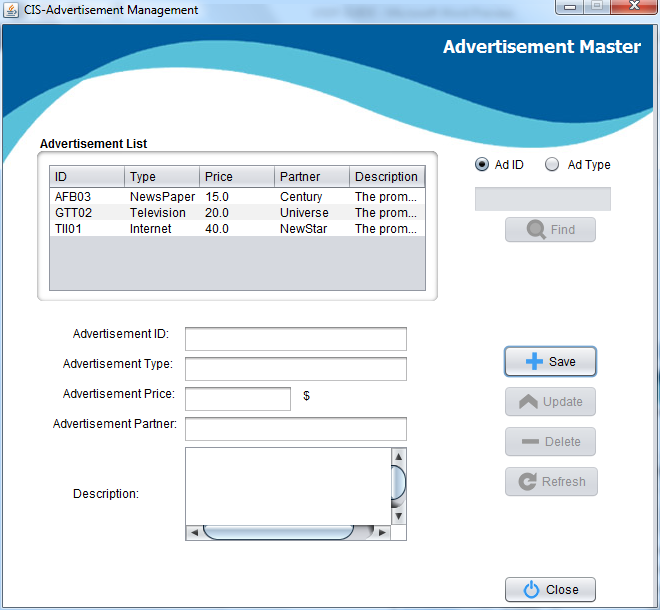 CIS-Advertisement Management
Advertisement Master
Advertisement List
ID Type Price Partner Description
AFB03 NewsPaper 15.0 Century The prom...
GTT02 Television 20.0 Universe The prom...
TII01 Internet 40.0 NewStar The prom...
Ad ID Ad Type
Find
Advertisement ID:
Advertisement Type:
Advertisement Price: $
Advertisement Partner:
Description:
Save
Update
Delete
Refresh
Close